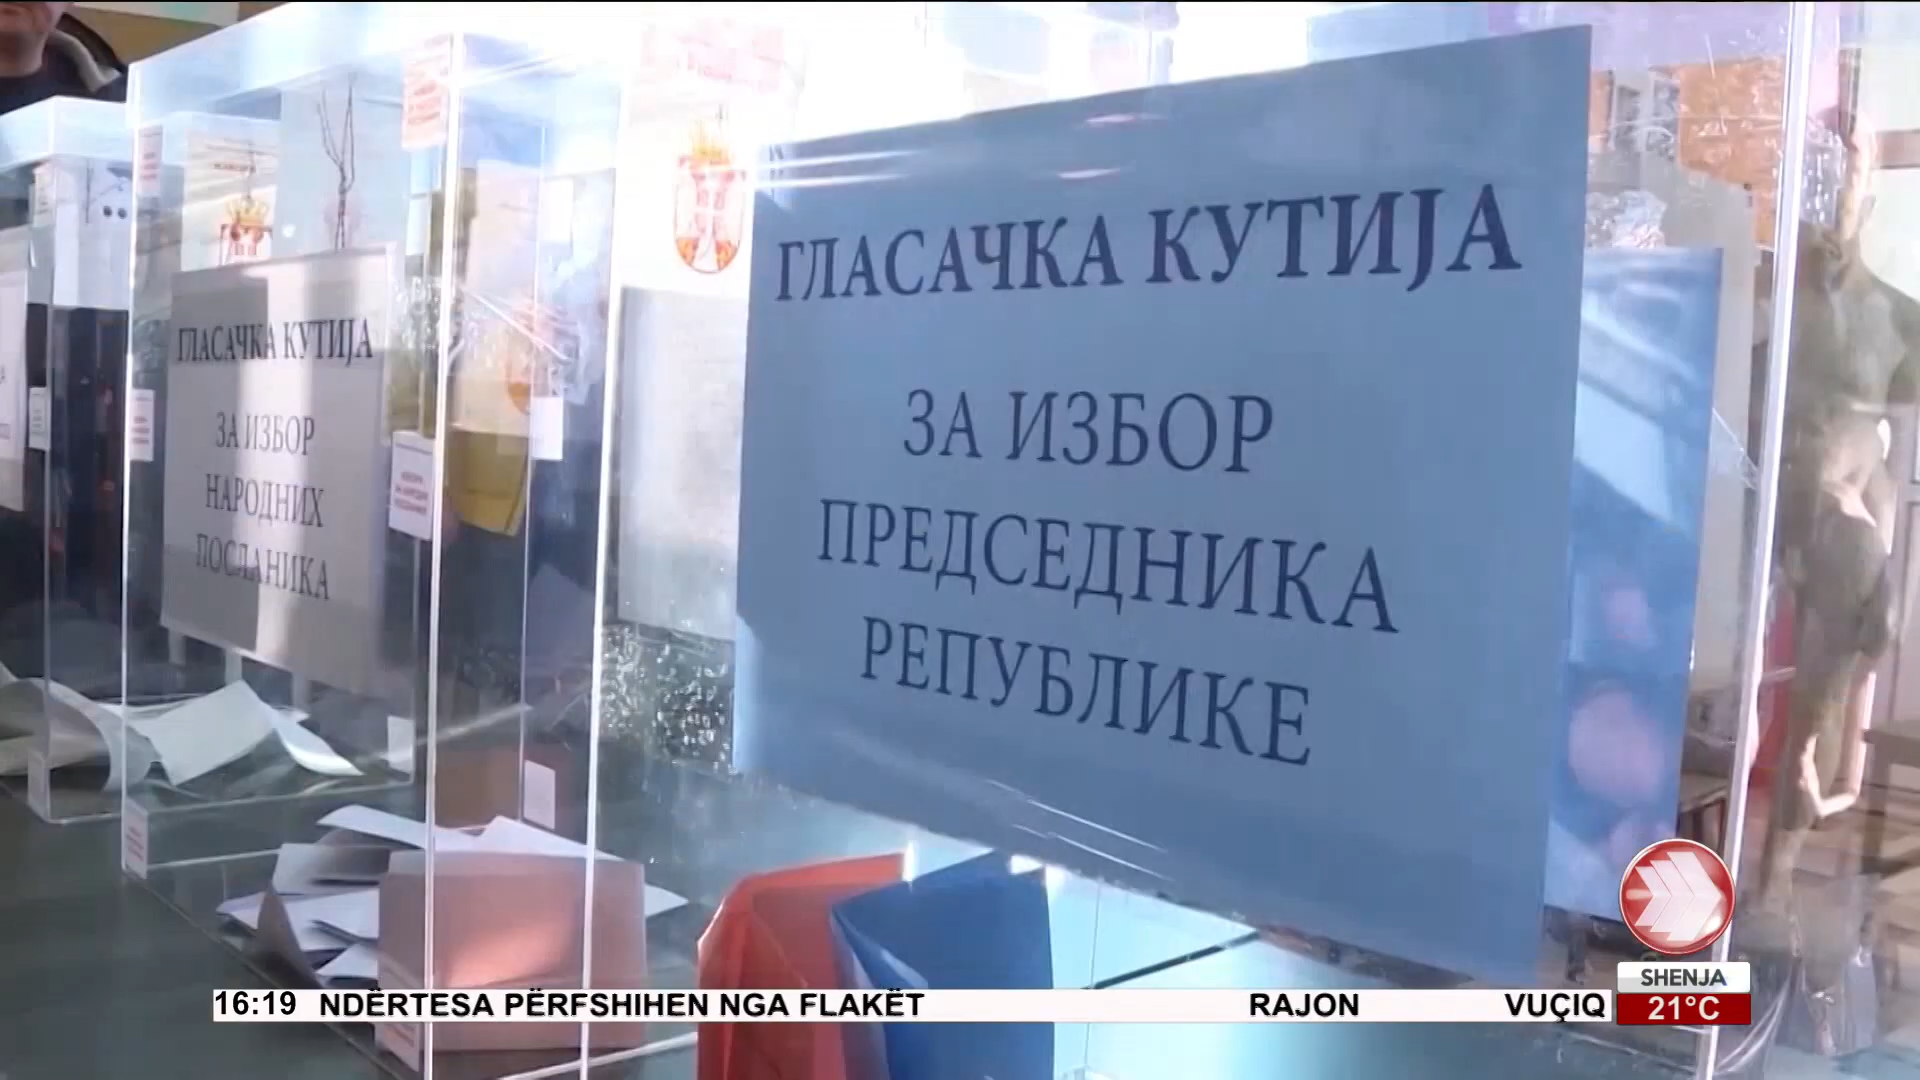 ГЛАСАЧКА КУТИЈА
ЗА ИЗБОР
НАРОДНИХ
ПОСЛАНИКА
ГЛАСАЧКА КУТИЈА
ЗА ИЗБОР
ПРЕДСЕДНИКА
РЕПУБЛИКЕ
SHENJA
16:19 NDËRTESA PËRFSHIHEN NGA FLAKËT RAJON VUÇIQ 21°C